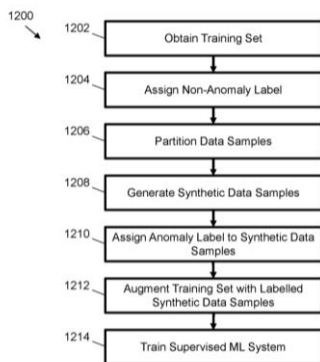 1200
1202
Obtain Training Set
1204
Assign Non-Anomaly Label
1206
Partition Data Samples
1208
Generate Synthetic Data Samples
1210
Assign Anomaly Label to Synthetic Data
Samples
1212
Augment Training Set with Labelled
Synthetic Data Samples
1214
Train Supervised ML System